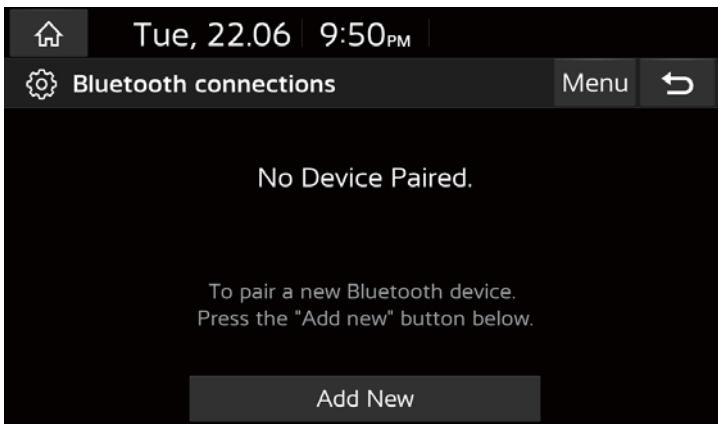 Tue, 22.06 9:50PM
Bluetooth connections Menu
No Device Paired.
To pair a new Bluetooth device.
Press the "Add new" button below.
Add New